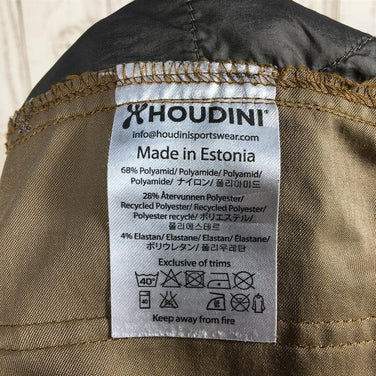 HOUDINI®
info@houdinisportswear.com
Made in Estonia
68% Polyamid/ Polyamide/ Polyamid/
Polyamide/ ナイロン/ 폴리아미드
28% Återvunnen Polyester/
Recycled Polyester/ Recycled Polyester/
Polyester recyclé/ ポリエステル/
폴리에스테르
4% Elastan/ Elastane/ Elastan/ Elastane/
ポリウレタン/ 폴리우레탄
Exclusive of trims
40°
40
Keep away from fire